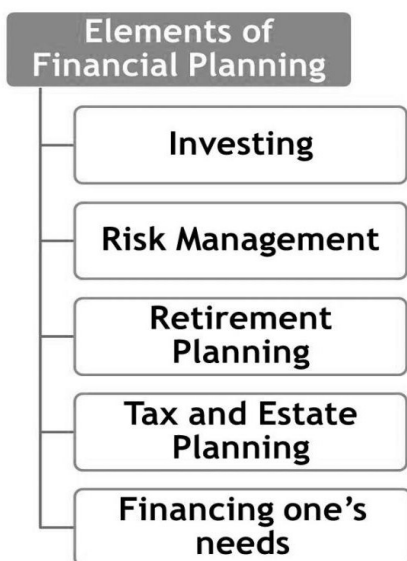 Elements of
Financial Planning
Investing
Risk Management
Retirement
Planning
Tax and Estate
Planning
Financing one’s
needs